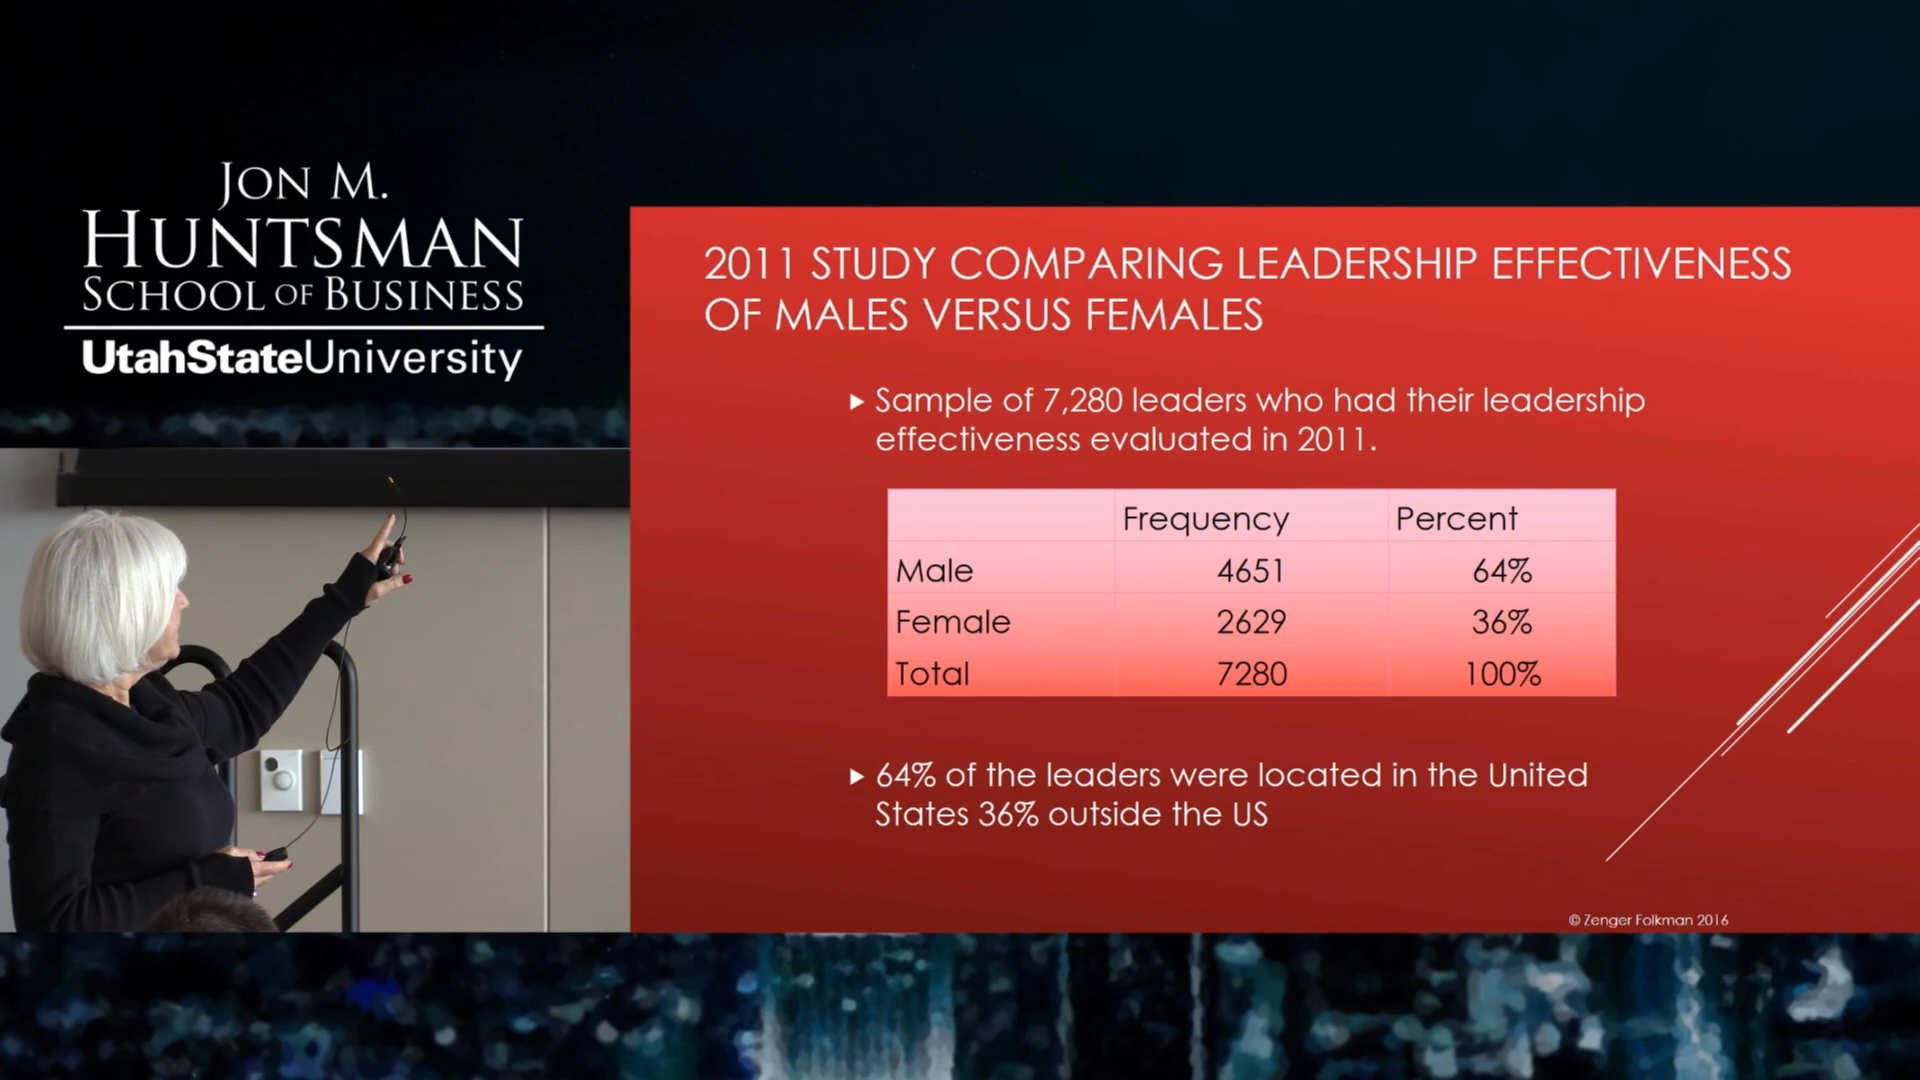 JON M.
HUNTSMAN
SCHOOL OF BUSINESS
UtahStateUniversity
2011 STUDY COMPARING LEADERSHIP EFFECTIVENESS
OF MALES VERSUS FEMALES
Sample of 7,280 leaders who had their leadership
effectiveness evaluated in 2011.
Frequency Percent
Male 4651 64%
Female 2629 36%
Total 7280 100%
64% of the leaders were located in the United
States 36% outside the US
© Zenger Folkman 2016